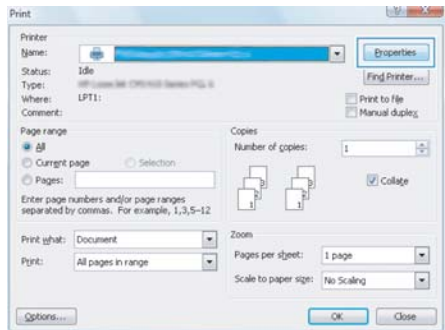 Print
Printer
Name:
Properties
Status: Idle
Type:
Find Printer...
Where: LPT1:
Print to file
Comment:
Manual duplex
Page range
All
Current page Selection
Pages:
Enter page numbers and/or page ranges
separated by commas. For example, 1,3,5–12
Copies
Number of copies: 1
Collate
Print what: Document
Print: All pages in range
Zoom
Pages per sheet: 1 page
Scale to paper size: No Scaling
Options...
OK Close